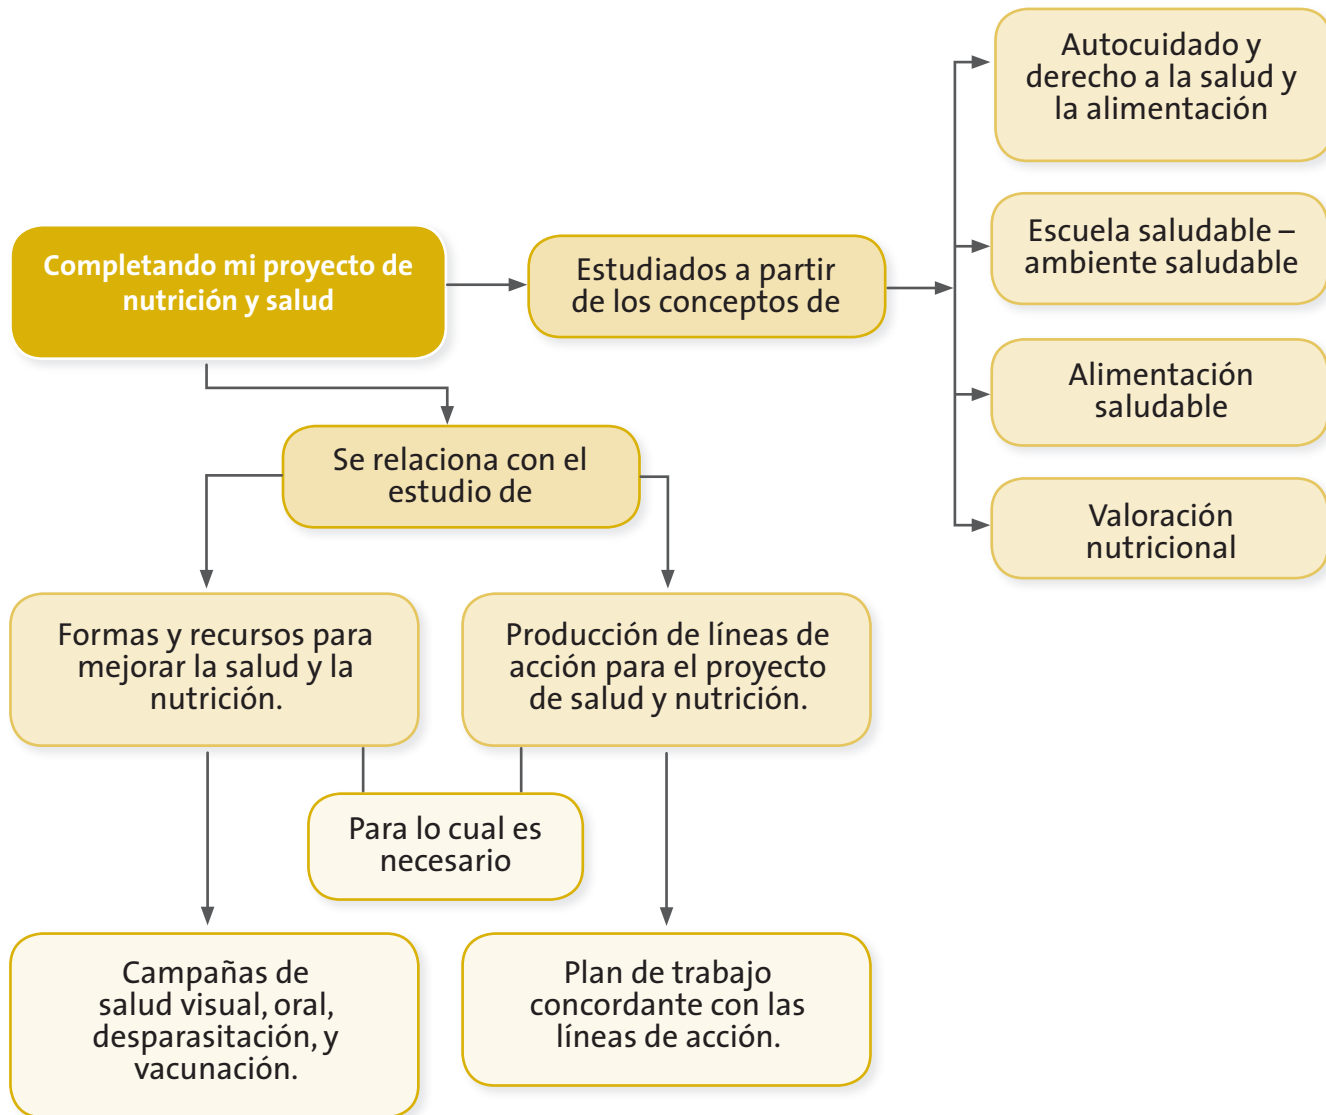 Completando mi proyecto de
nutrición y salud
Estudiados a partir
de los conceptos de
Autocuidado y
derecho a la salud y
la alimentación
Escuela saludable –
ambiente saludable
Alimentación
saludable
Valoración
nutricional
Se relaciona con el
estudio de
Formas y recursos para
mejorar la salud y la
nutrición.
Producción de líneas de
acción para el proyecto
de salud y nutrición.
Para lo cual es
necesario
Campañas de
salud visual, oral,
desparasitación, y
vacunación.
Plan de trabajo
concordante con las
líneas de acción.